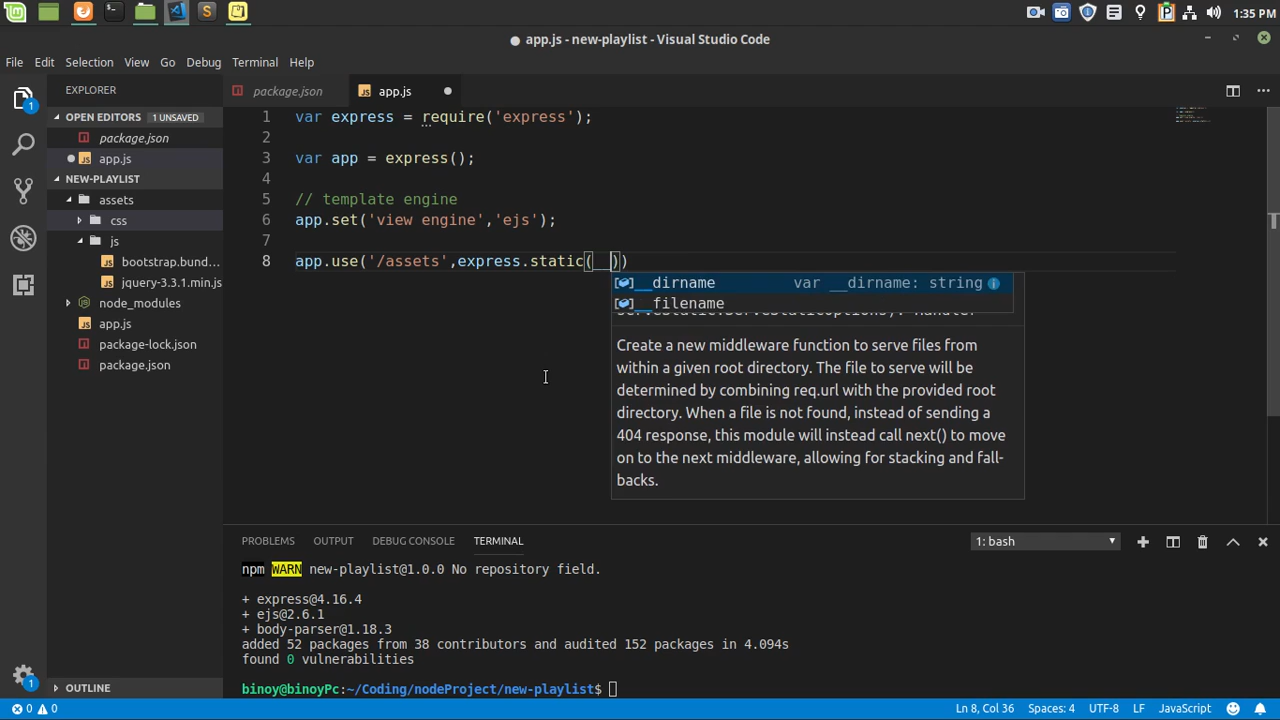 1:35 PM
app.js - new-playlist - Visual Studio Code
File Edit Selection View Go Debug Terminal Help
EXPLORER
package.json
app.js
OPEN EDITORS 1 UNSAVED
package.json
app.js
NEW-PLAYLIST
assets
css
js
bootstrap.bund...
jquery-3.3.1.min.js
node_modules
app.js
package-lock.json
package.json
OUTLINE
1 var express = require('express');
2
3 var app = express();
4
5 // template engine
6 app.set('view engine','ejs');
7
8 app.use('/assets',express.static(__))
__dirname var __dirname: string
__filename
Create a new middleware function to serve files from
within a given root directory. The file to serve will be
determined by combining req.url with the provided root
directory. When a file is not found, instead of sending a
404 response, this module will instead call next() to move
on to the next middleware, allowing for stacking and fall-
backs.
PROBLEMS OUTPUT DEBUG CONSOLE TERMINAL
1: bash
npm WARN new-playlist@1.0.0 No repository field.
+ express@4.16.4
+ ejs@2.6.1
+ body-parser@1.18.3
added 52 packages from 38 contributors and audited 152 packages in 4.094s
found 0 vulnerabilities
binoy@binoyPc:~/Coding/nodeProject/new-playlist$
0 0
Ln 8, Col 36 Spaces: 4 UTF-8 LF JavaScript